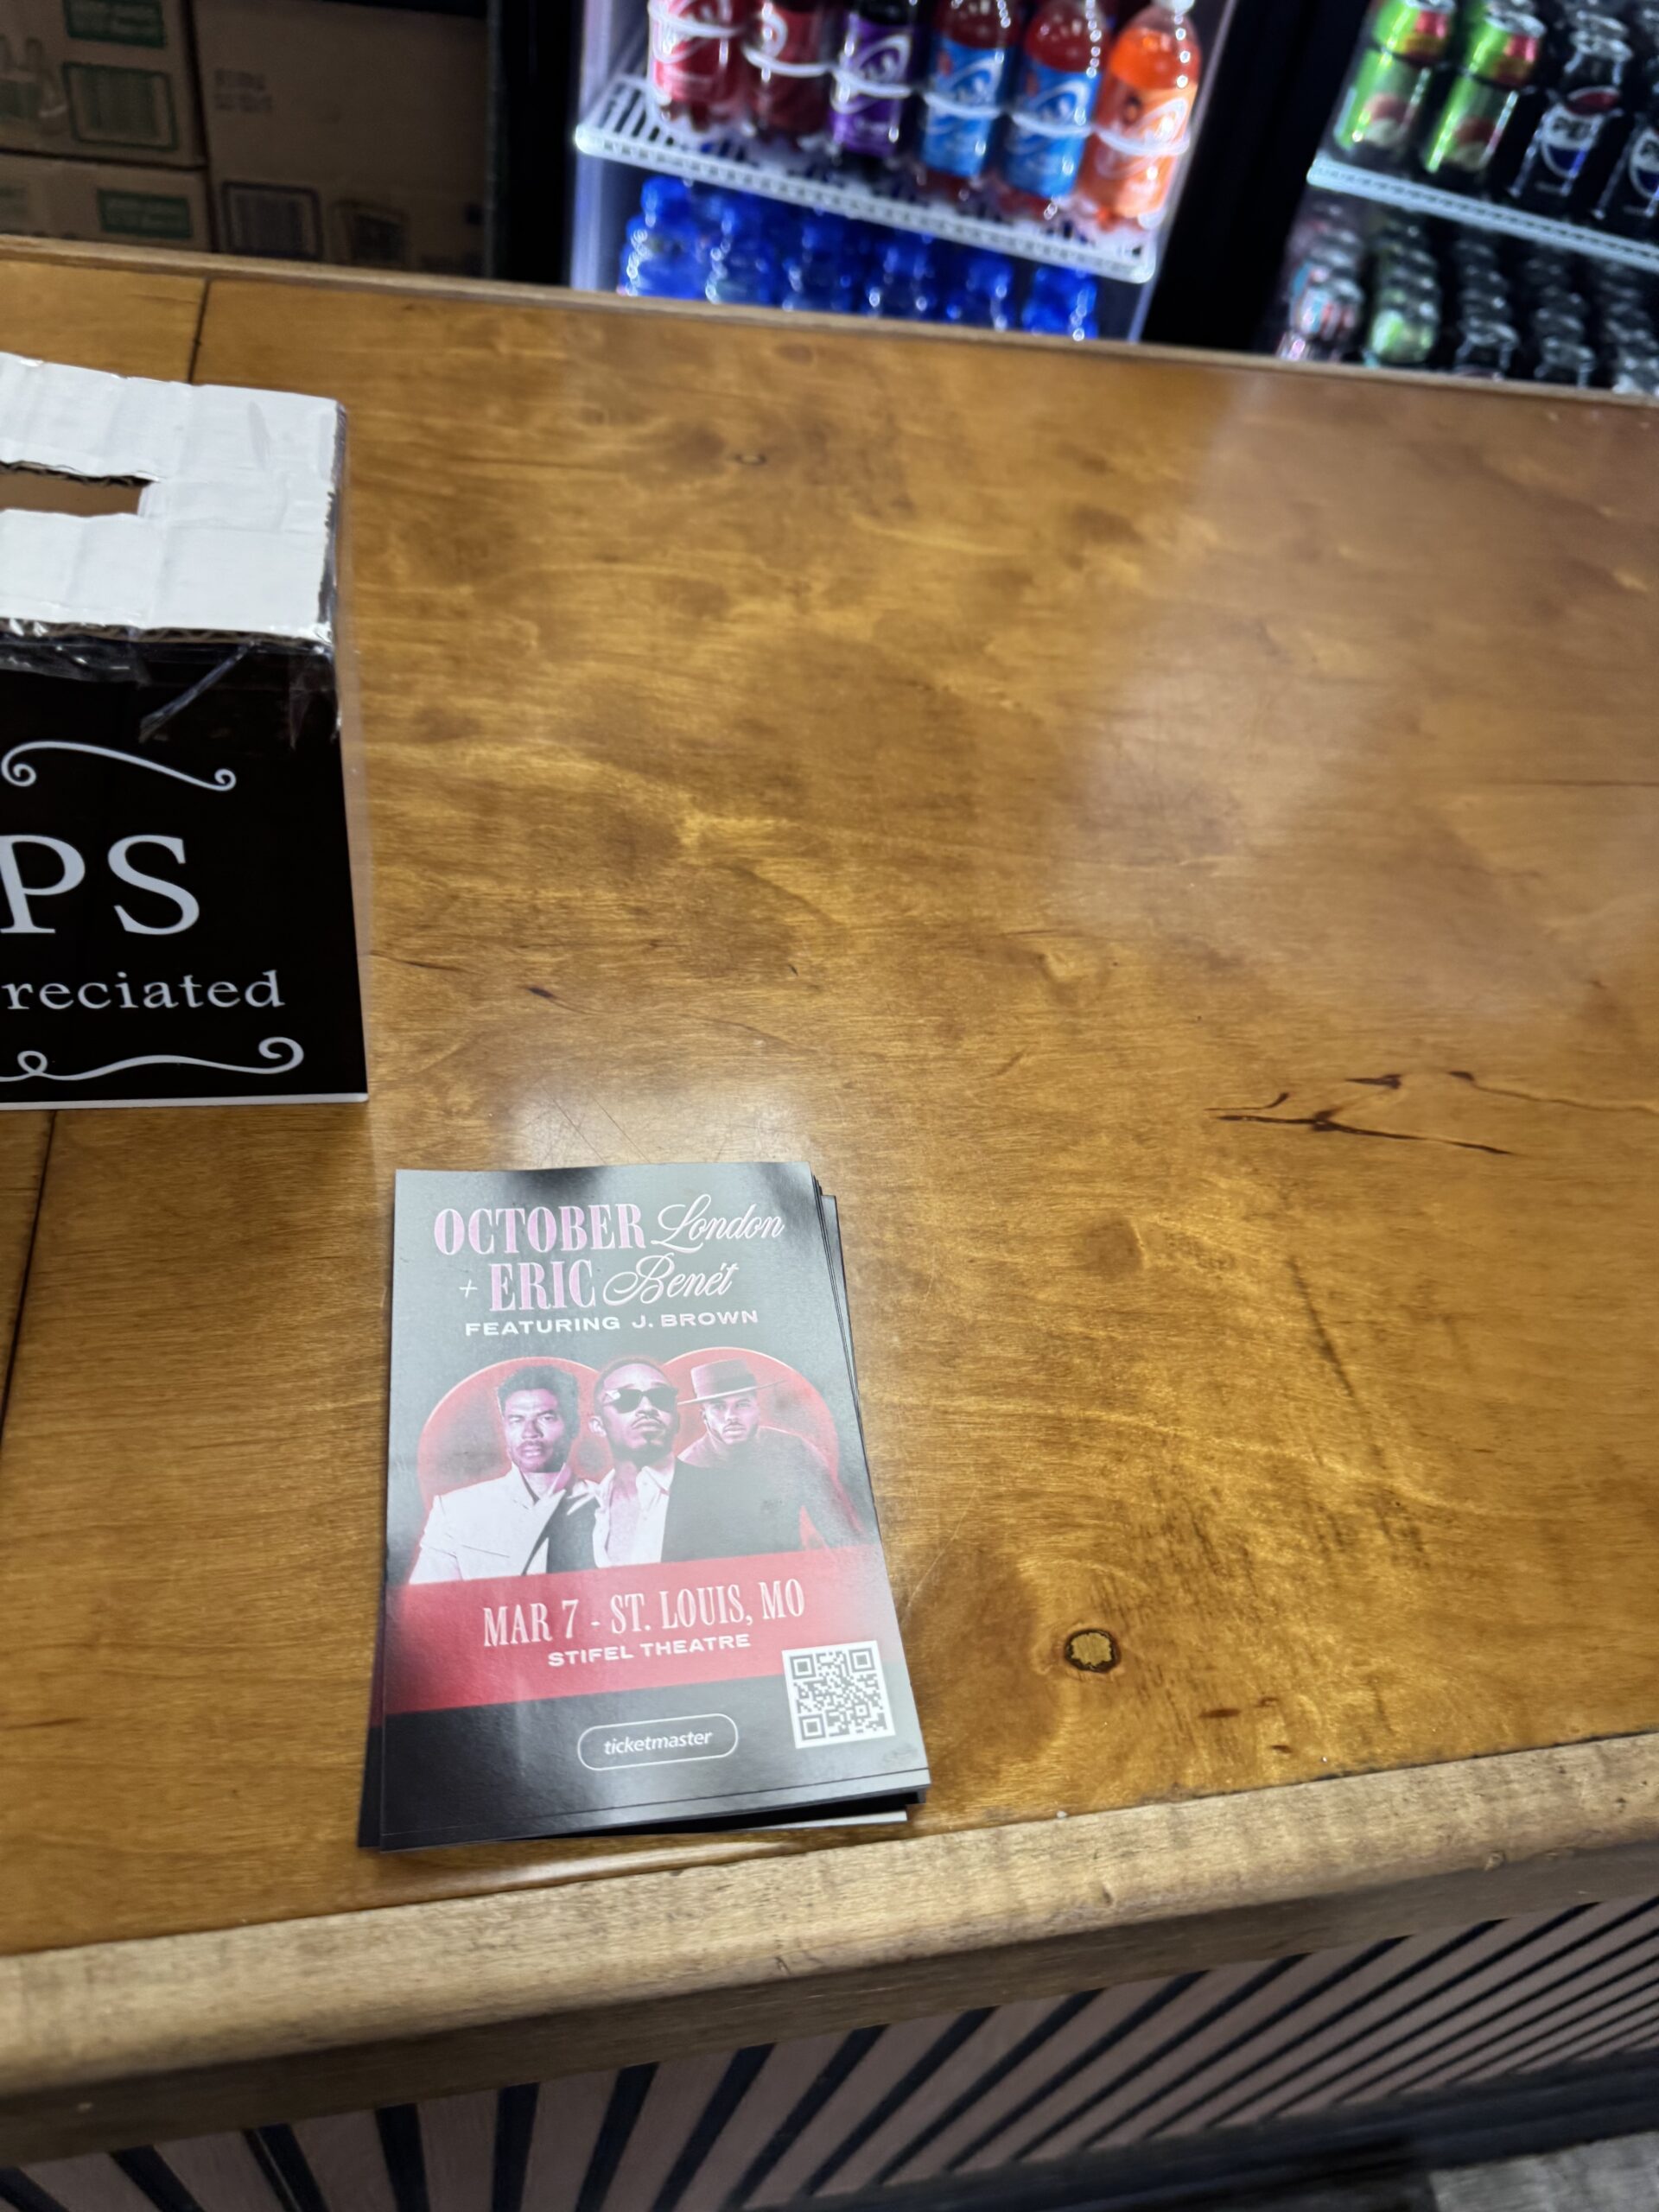 PS
reciated
OCTOBER London
+ ERIC Benét
FEATURING J. BROWN
MAR 7 - ST. LOUIS, MO
STIFEL THEATRE
ticketmaster